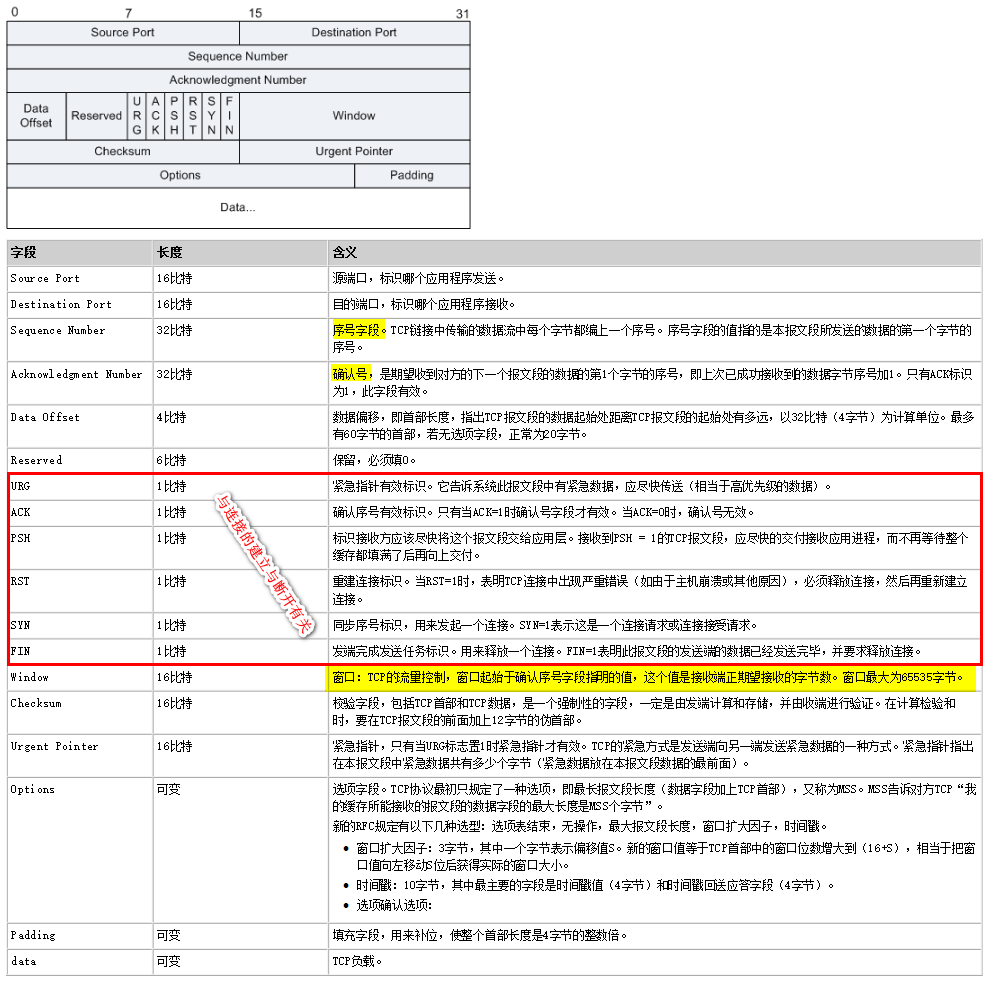 0 7 15 31
Source Port Destination Port
Sequence Number
Acknowledgment Number
Data Offset Reserved URG ACK PSH RST SYN FIN Window
Checksum Urgent Pointer
Options Padding
Data...
字段 长度 含义
Source Port 16比特 源端口，标识哪个应用程序发送。
Destination Port 16比特 目的端口，标识哪个应用程序接收。
Sequence Number 32比特 序号字段。TCP链接中传输的数据流中每个字节都编上一个序号。序号字段的值指的是本报文段所发送的数据的第一个字节的
序号。
Acknowledgment Number 32比特 确认号，是期望收到对方的下一个报文段的数据的第1个字节的序号，即上次已成功接收到的数据字节序号加1。只有ACK标识
为1，此字段有效。
Data Offset 4比特 数据偏移，即首部长度，指出TCP报文段的数据起始处距离TCP报文段的起始处有多远，以32比特（4字节）为计算单位。最多
有60字节的首部，若无选项字段，正常为20字节。
Reserved 6比特 保留，必须填0。
URG 1比特 紧急指针有效标识。它告诉系统此报文段中有紧急数据，应尽快传送（相当于高优先级的数据）。
ACK 1比特 确认序号有效标识。只有当ACK=1时确认号字段才有效。当ACK=0时，确认号无效。
PSH 1比特 标识接收方应该尽快将这个报文段交给应用层。接收到PSH = 1的TCP报文段，应尽快的交付接收应用进程，而不再等待整个
缓存都填满了后再向上交付。
RST 1比特 重建连接标识。当RST=1时，表明TCP连接中出现严重错误（如由于主机崩溃或其他原因），必须释放连接，然后再重新建立
连接。
SYN 1比特 同步序号标识，用来发起一个连接。SYN=1表示这是一个连接请求或连接接受请求。
FIN 1比特 发端完成发送任务标识。用来释放一个连接。FIN=1表明此报文段的发送端的数据已经发送完毕，并要求释放连接。
与连接的建立与断开有关
Window 16比特 窗口：TCP的流量控制，窗口起始于确认序号字段指明的值，这个值是接收端正期望接收的字节数。窗口最大为65535字节。
Checksum 16比特 校验字段，包括TCP首部和TCP数据，是一个强制性的字段，一定是由发端计算和存储，并由收端进行验证。在计算检验和
时，要在TCP报文段的前面加上12字节的伪首部。
Urgent Pointer 16比特 紧急指针，只有当URG标志置1时紧急指针才有效。TCP的紧急方式是发送端向另一端发送紧急数据的一种方式。紧急指针指出
在本报文段中紧急数据共有多少个字节（紧急数据放在本报文段数据的最前面）。
Options 可变 选项字段。TCP协议最初只规定了一种选项，即最长报文段长度（数据字段加上TCP首部），又称为MSS。MSS告诉对方TCP“我
的缓存所能接收的报文段的数据字段的最大长度是MSS个字节”。
新的RFC规定有以下几种选型：选项表结束，无操作，最大报文段长度，窗口扩大因子，时间戳。
• 窗口扩大因子：3字节，其中一个字节表示偏移值S。新的窗口值等于TCP首部中的窗口位数增大到（16+S），相当于把窗
口值向左移动S位后获得实际的窗口大小。
• 时间戳：10字节，其中最主要的字段是时间戳值（4字节）和时间戳回送应答字段（4字节）。
• 选项确认选项：
Padding 可变 填充字段，用来补位，使整个首部长度是4字节的整数倍。
data 可变 TCP负载。